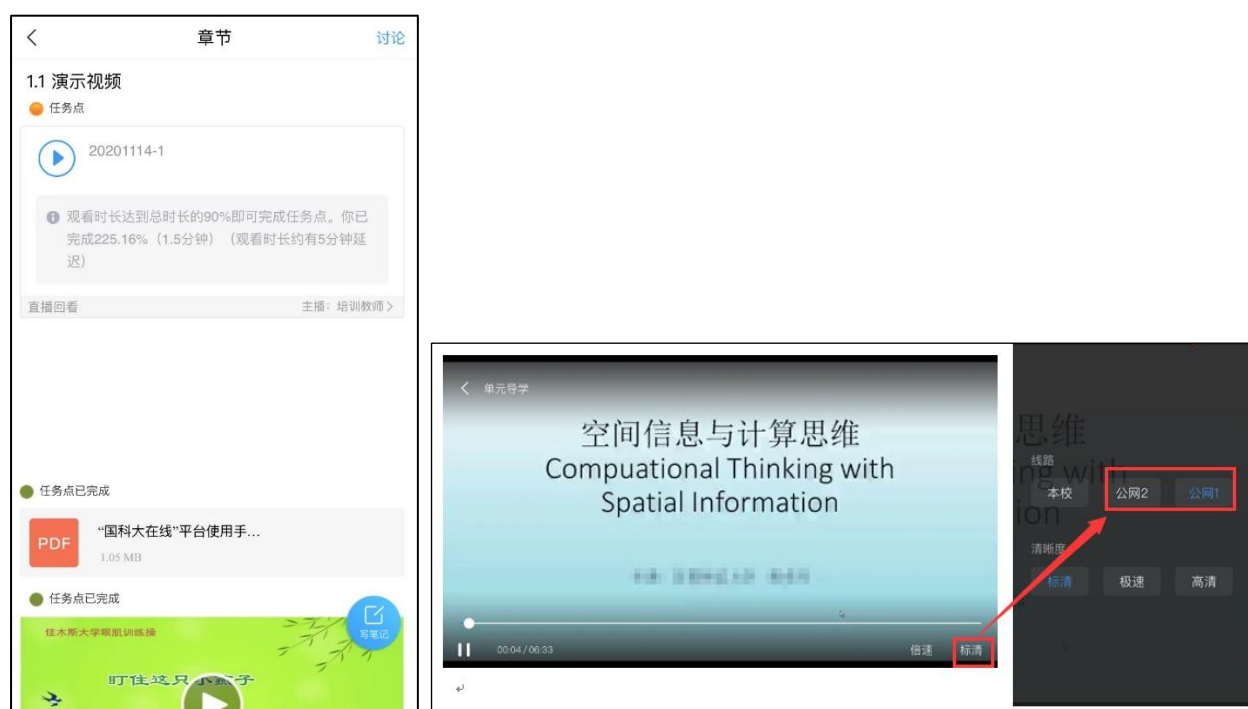 章节
讨论
1.1 演示视频
任务点
20201114-1
观看时长达到总时长的90%即可完成任务点。你已
完成225.16%（1.5分钟）（观看时长约有5分钟延
迟）
直播回看
主播：培训教师
任务点已完成
PDF
“国科大在线”平台使用手…
1.05 MB
任务点已完成
佳木斯大学眼肌训练操
写笔记
盯住这只小燕子
单元导学
空间信息与计算思维
Compuational Thinking with
Spatial Information
00:04/06:33
倍速
标清
思维
ng with
ion
线路
本校
公网2
公网1
清晰度
标清
极速
高清